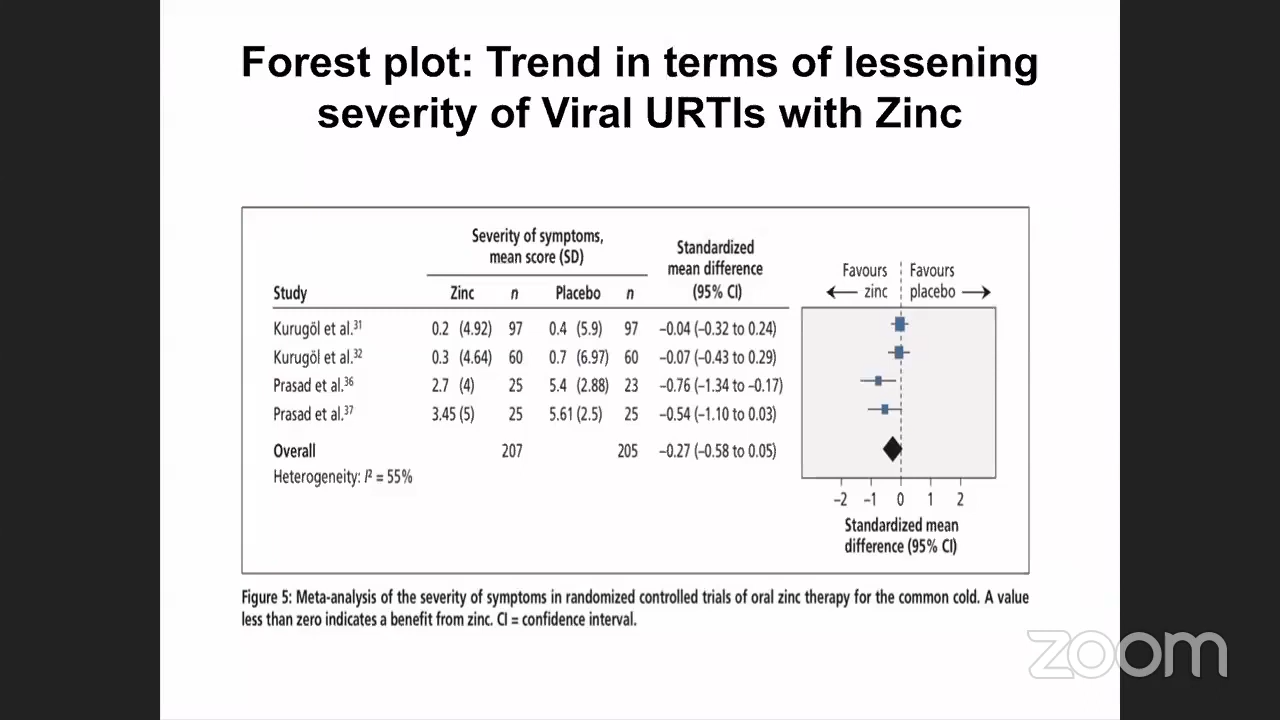 Forest plot: Trend in terms of lessening
severity of Viral URTIs with Zinc
Severity of symptoms,
mean score (SD)
Standardized
mean difference
(95% CI)
Favours
zinc
Favours
placebo
Study Zinc n Placebo n
Kurugöl et al.31 0.2 (4.92) 97 0.4 (5.9) 97 –0.04 (–0.32 to 0.24)
Kurugöl et al.32 0.3 (4.64) 60 0.7 (6.97) 60 –0.07 (–0.43 to 0.29)
Prasad et al.36 2.7 (4) 25 5.4 (2.88) 23 –0.76 (–1.34 to –0.17)
Prasad et al.37 3.45 (5) 25 5.61 (2.5) 25 –0.54 (–1.10 to 0.03)
Overall 207 205 –0.27 (–0.58 to 0.05)
Heterogeneity: I² = 55%
–2 –1 0 1 2
Standardized mean
difference (95% CI)
Figure 5: Meta-analysis of the severity of symptoms in randomized controlled trials of oral zinc therapy for the common cold. A value
less than zero indicates a benefit from zinc. CI = confidence interval.
zoom